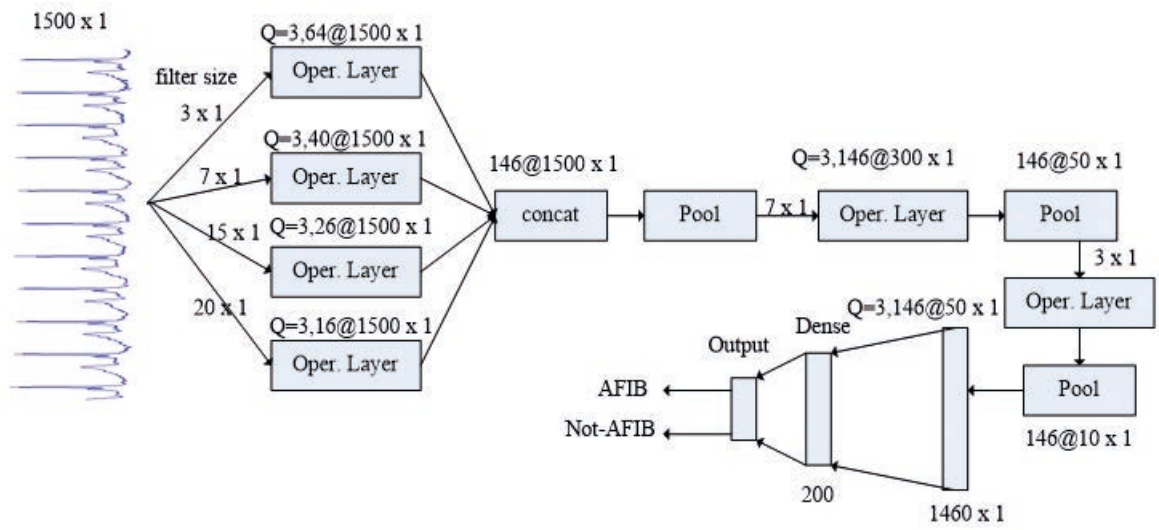 1500 x 1
filter size
3 x 1
7 x 1
15 x 1
20 x 1
Q=3,64@1500 x 1
Oper. Layer
Q=3,40@1500 x 1
Oper. Layer
Q=3,26@1500 x 1
Oper. Layer
Q=3,16@1500 x 1
Oper. Layer
146@1500 x 1
concat
Pool
7 x 1
Q=3,146@300 x 1
Oper. Layer
146@50 x 1
Pool
3 x 1
Oper. Layer
Q=3,146@50 x 1
Pool
146@10 x 1
1460 x 1
Dense
200
Output
AFIB
Not-AFIB